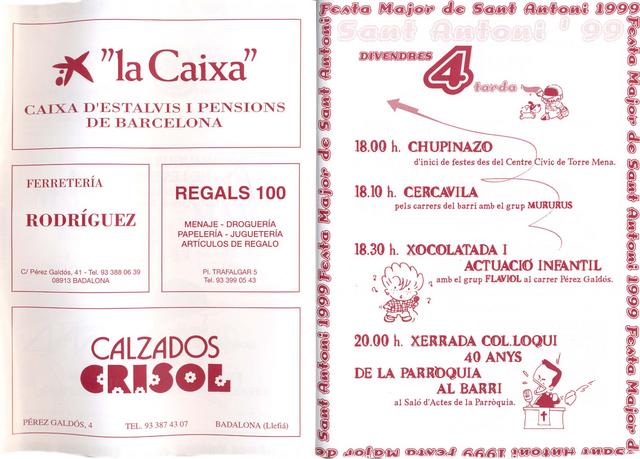 "la Caixa"
CAIXA D'ESTALVIS I PENSIONS
DE BARCELONA
FERRETERÍA
RODRÍGUEZ
C/ Pérez Galdós, 41 - Tel. 93 388 06 39
08913 BADALONA
REGALS 100
MENAJE - DROGUERÍA
PAPELERÍA - JUGUETERÍA
ARTÍCULOS DE REGALO
Pl. TRAFALGAR 5
Tel. 93 399 05 43
CALZADOS
CRISOL
PÉREZ GALDÓS, 4 TEL. 93 387 43 07 BADALONA (Llefià)
Festa Major de Sant Antoni 1999
Sant Antoni '99
DIVENDRES
4
tarda
18.00 h. CHUPINAZO
d'inici de festes des del Centre Cívic de Torre Mena.
18.10 h. CERCAVILA
pels carrers del barri amb el grup MURURUS
18.30 h. XOCOLATADA I
ACTUACIÓ INFANTIL
amb el grup FLAVIOL al carrer Pérez Galdós.
20.00 h. XERRADA COL.LOQUI
40 ANYS
DE LA PARRÒQUIA
AL BARRI
al Saló d'Actes de la Parròquia.
Festa Major de Sant Antoni 1999 Festa Major de Sant Antoni
Festa Major de Sant Antoni 1999 Festa Major d
Sant Antoni 1999 Festa Major de